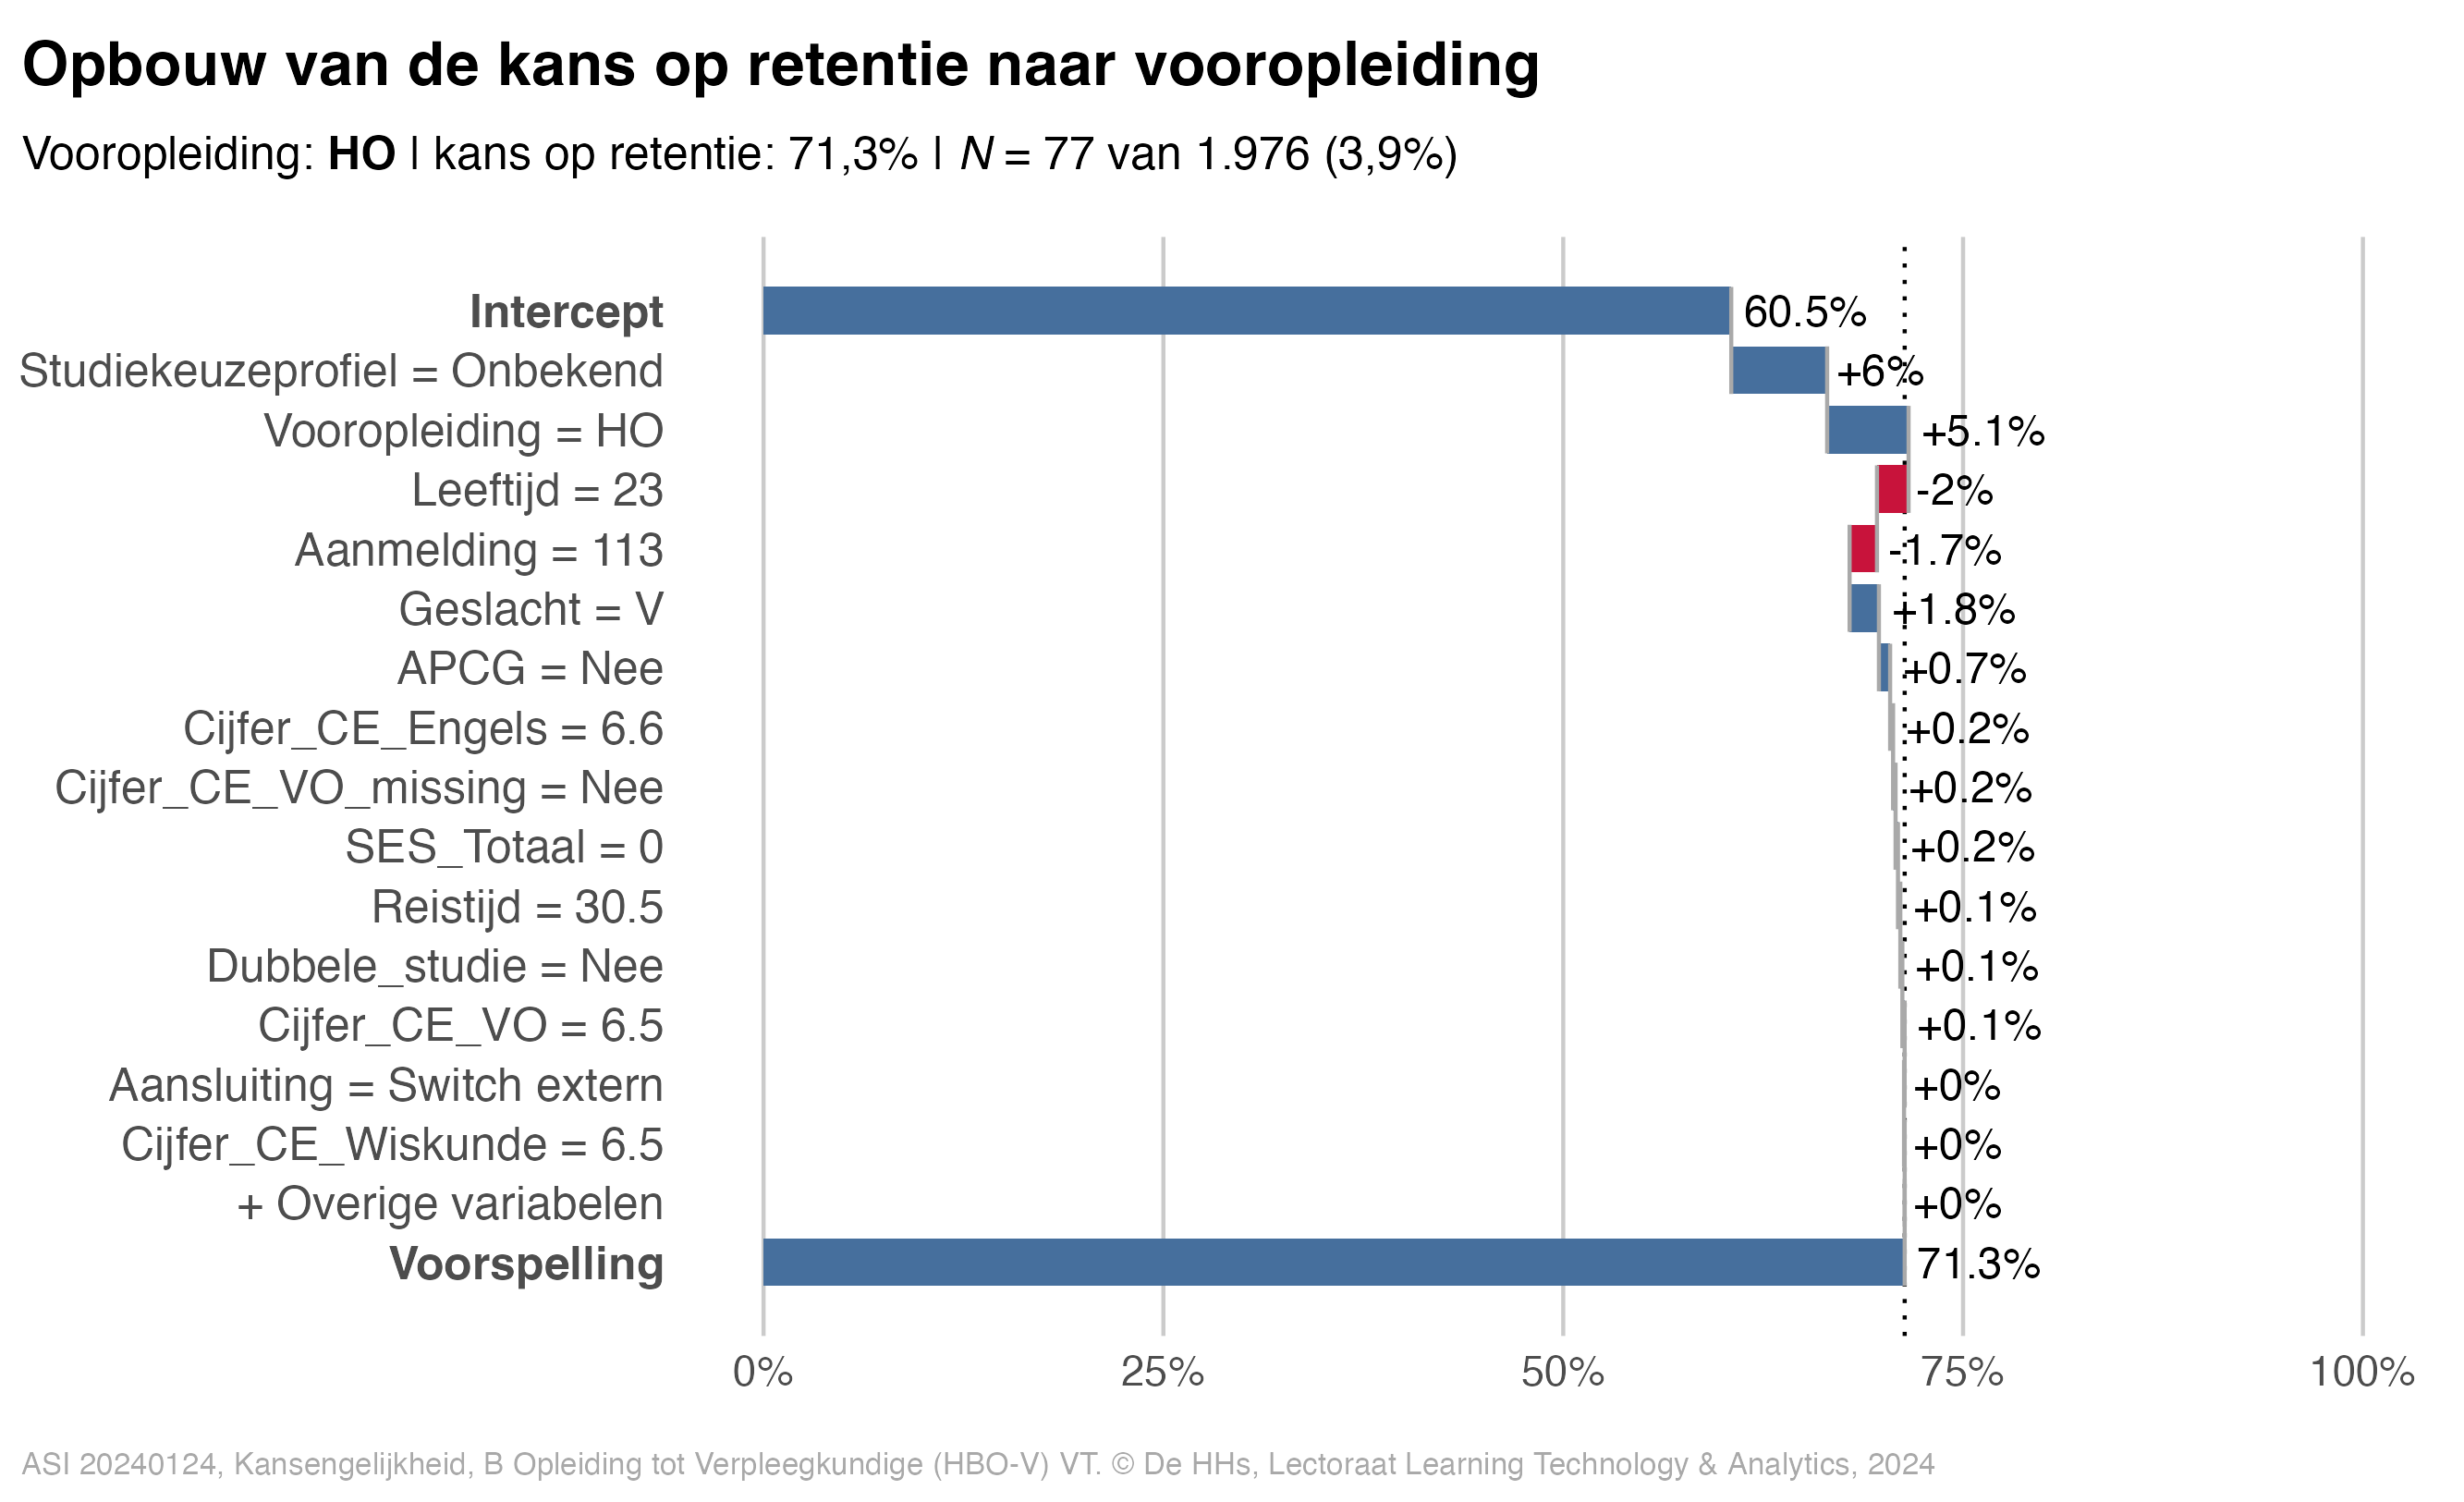 Opbouw van de kans op retentie naar vooropleiding
Vooropleiding: HO | kans op retentie: 71,3% | N = 77 van 1.976 (3,9%)
Intercept 60.5%
Studiekeuzeprofiel = Onbekend +6%
Vooropleiding = HO +5.1%
Leeftijd = 23 -2%
Aanmelding = 113 -1.7%
Geslacht = V +1.8%
APCG = Nee +0.7%
Cijfer_CE_Engels = 6.6 +0.2%
Cijfer_CE_VO_missing = Nee +0.2%
SES_Totaal = 0 +0.2%
Reistijd = 30.5 +0.1%
Dubbele_studie = Nee +0.1%
Cijfer_CE_VO = 6.5 +0.1%
Aansluiting = Switch extern +0%
Cijfer_CE_Wiskunde = 6.5 +0%
+ Overige variabelen +0%
Voorspelling 71.3%
0% 25% 50% 75% 100%
ASI 20240124, Kansengelijkheid, B Opleiding tot Verpleegkundige (HBO-V) VT. © De HHs, Lectoraat Learning Technology & Analytics, 2024